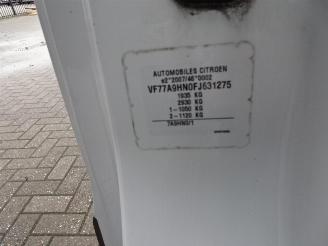 AUTOMOBILES CITROEN
e2*2007/46*0002
VF77A9HN0FJ631275
1935 KG
2930 KG
1-1050 KG
2-1120 KG
7A9HN0/1